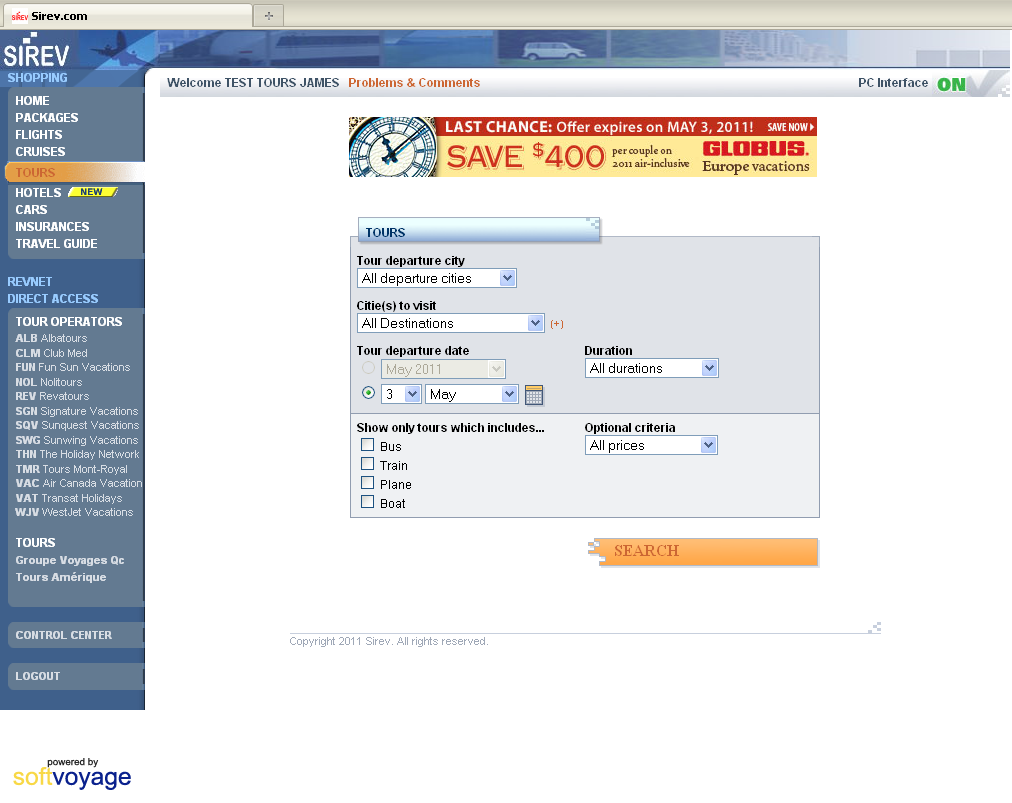 SIREV Sirev.com
SIREV
SHOPPING
HOME
PACKAGES
FLIGHTS
CRUISES
TOURS
HOTELS NEW
CARS
INSURANCES
TRAVEL GUIDE
REVNET
DIRECT ACCESS
TOUR OPERATORS
ALB Albatours
CLM Club Med
FUN Fun Sun Vacations
NOL Nolitours
REV Revatours
SGN Signature Vacations
SQV Sunquest Vacations
SWG Sunwing Vacations
THN The Holiday Network
TMR Tours Mont-Royal
VAC Air Canada Vacation
VAT Transat Holidays
WJV WestJet Vacations
TOURS
Groupe Voyages Qc
Tours Amérique
CONTROL CENTER
LOGOUT
powered by
softvoyage
Welcome TEST TOURS JAMES Problems & Comments PC Interface ON
LAST CHANCE: Offer expires on MAY 3, 2011! SAVE NOW
SAVE $400 per couple on 2011 air-inclusive GLOBUS. Europe vacations
TOURS
Tour departure city
All departure cities
Citie(s) to visit
All Destinations (+)
Tour departure date Duration
May 2011 All durations
3 May
Show only tours which includes... Optional criteria
Bus All prices
Train
Plane
Boat
SEARCH
Copyright 2011 Sirev. All rights reserved.